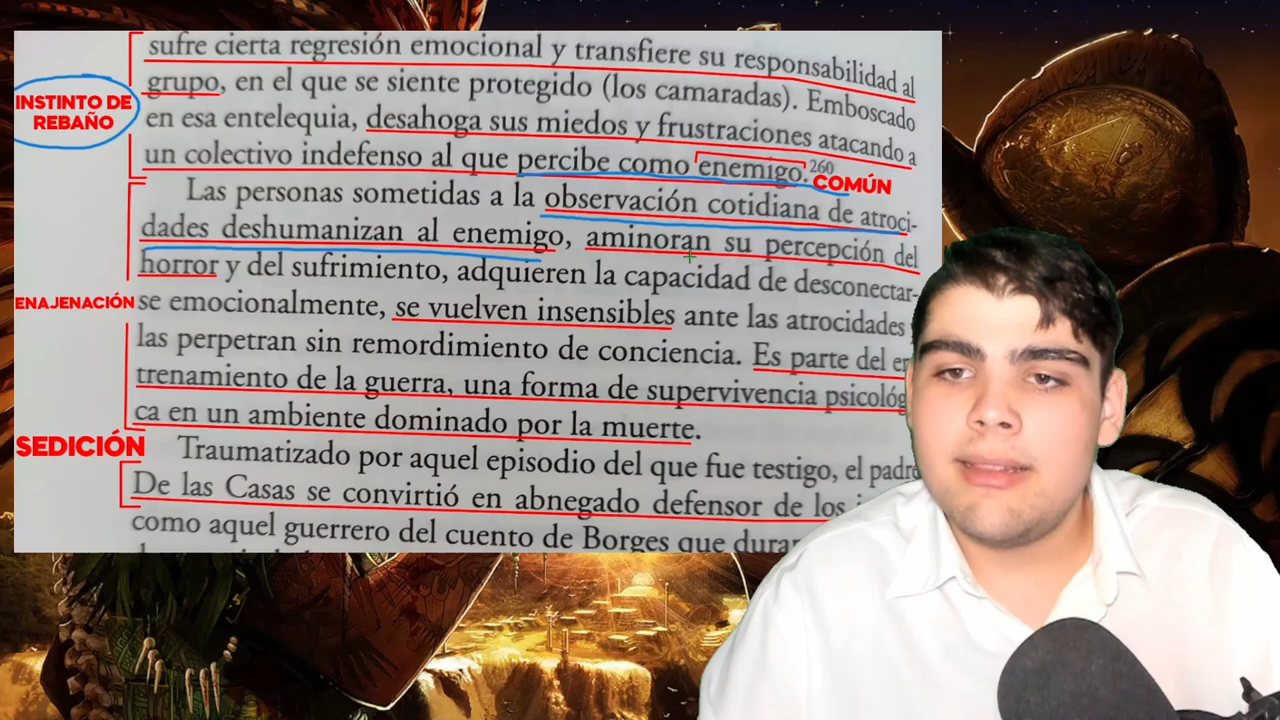 sufre cierta regresión emocional y transfiere su responsabilidad al
grupo, en el que se siente protegido (los camaradas). Emboscado
INSTINTO DE
REBAÑO
en esa entelequia, desahoga sus miedos y frustraciones atacando a
un colectivo indefenso al que percibe como enemigo.260
COMÚN
Las personas sometidas a la observación cotidiana de atroci-
dades deshumanizan al enemigo, aminoran su percepción del
horror y del sufrimiento, adquieren la capacidad de desconectar-
ENAJENACIÓN
se emocionalmente, se vuelven insensibles ante las atrocidades
las perpetran sin remordimiento de conciencia. Es parte del
trenamiento de la guerra, una forma de supervivencia psicológ
ca en un ambiente dominado por la muerte.
SEDICIÓN
Traumatizado por aquel episodio del que fue testigo, el padre
De las Casas se convirtió en abnegado defensor de los
como aquel guerrero del cuento de Borges que